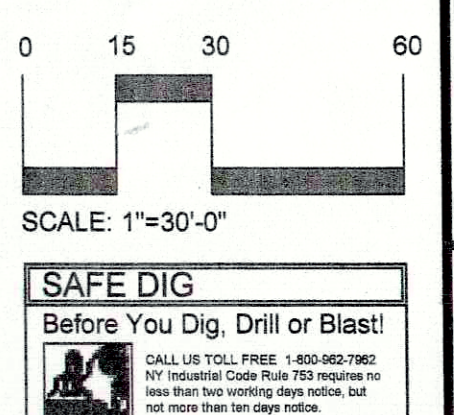 0 15 30 60
SCALE: 1"=30'-0"
SAFE DIG
Before You Dig, Drill or Blast!
CALL US TOLL FREE 1-800-962-7962
NY Industrial Code Rule 753 requires no
less than two working days notice, but
not more than ten days notice.